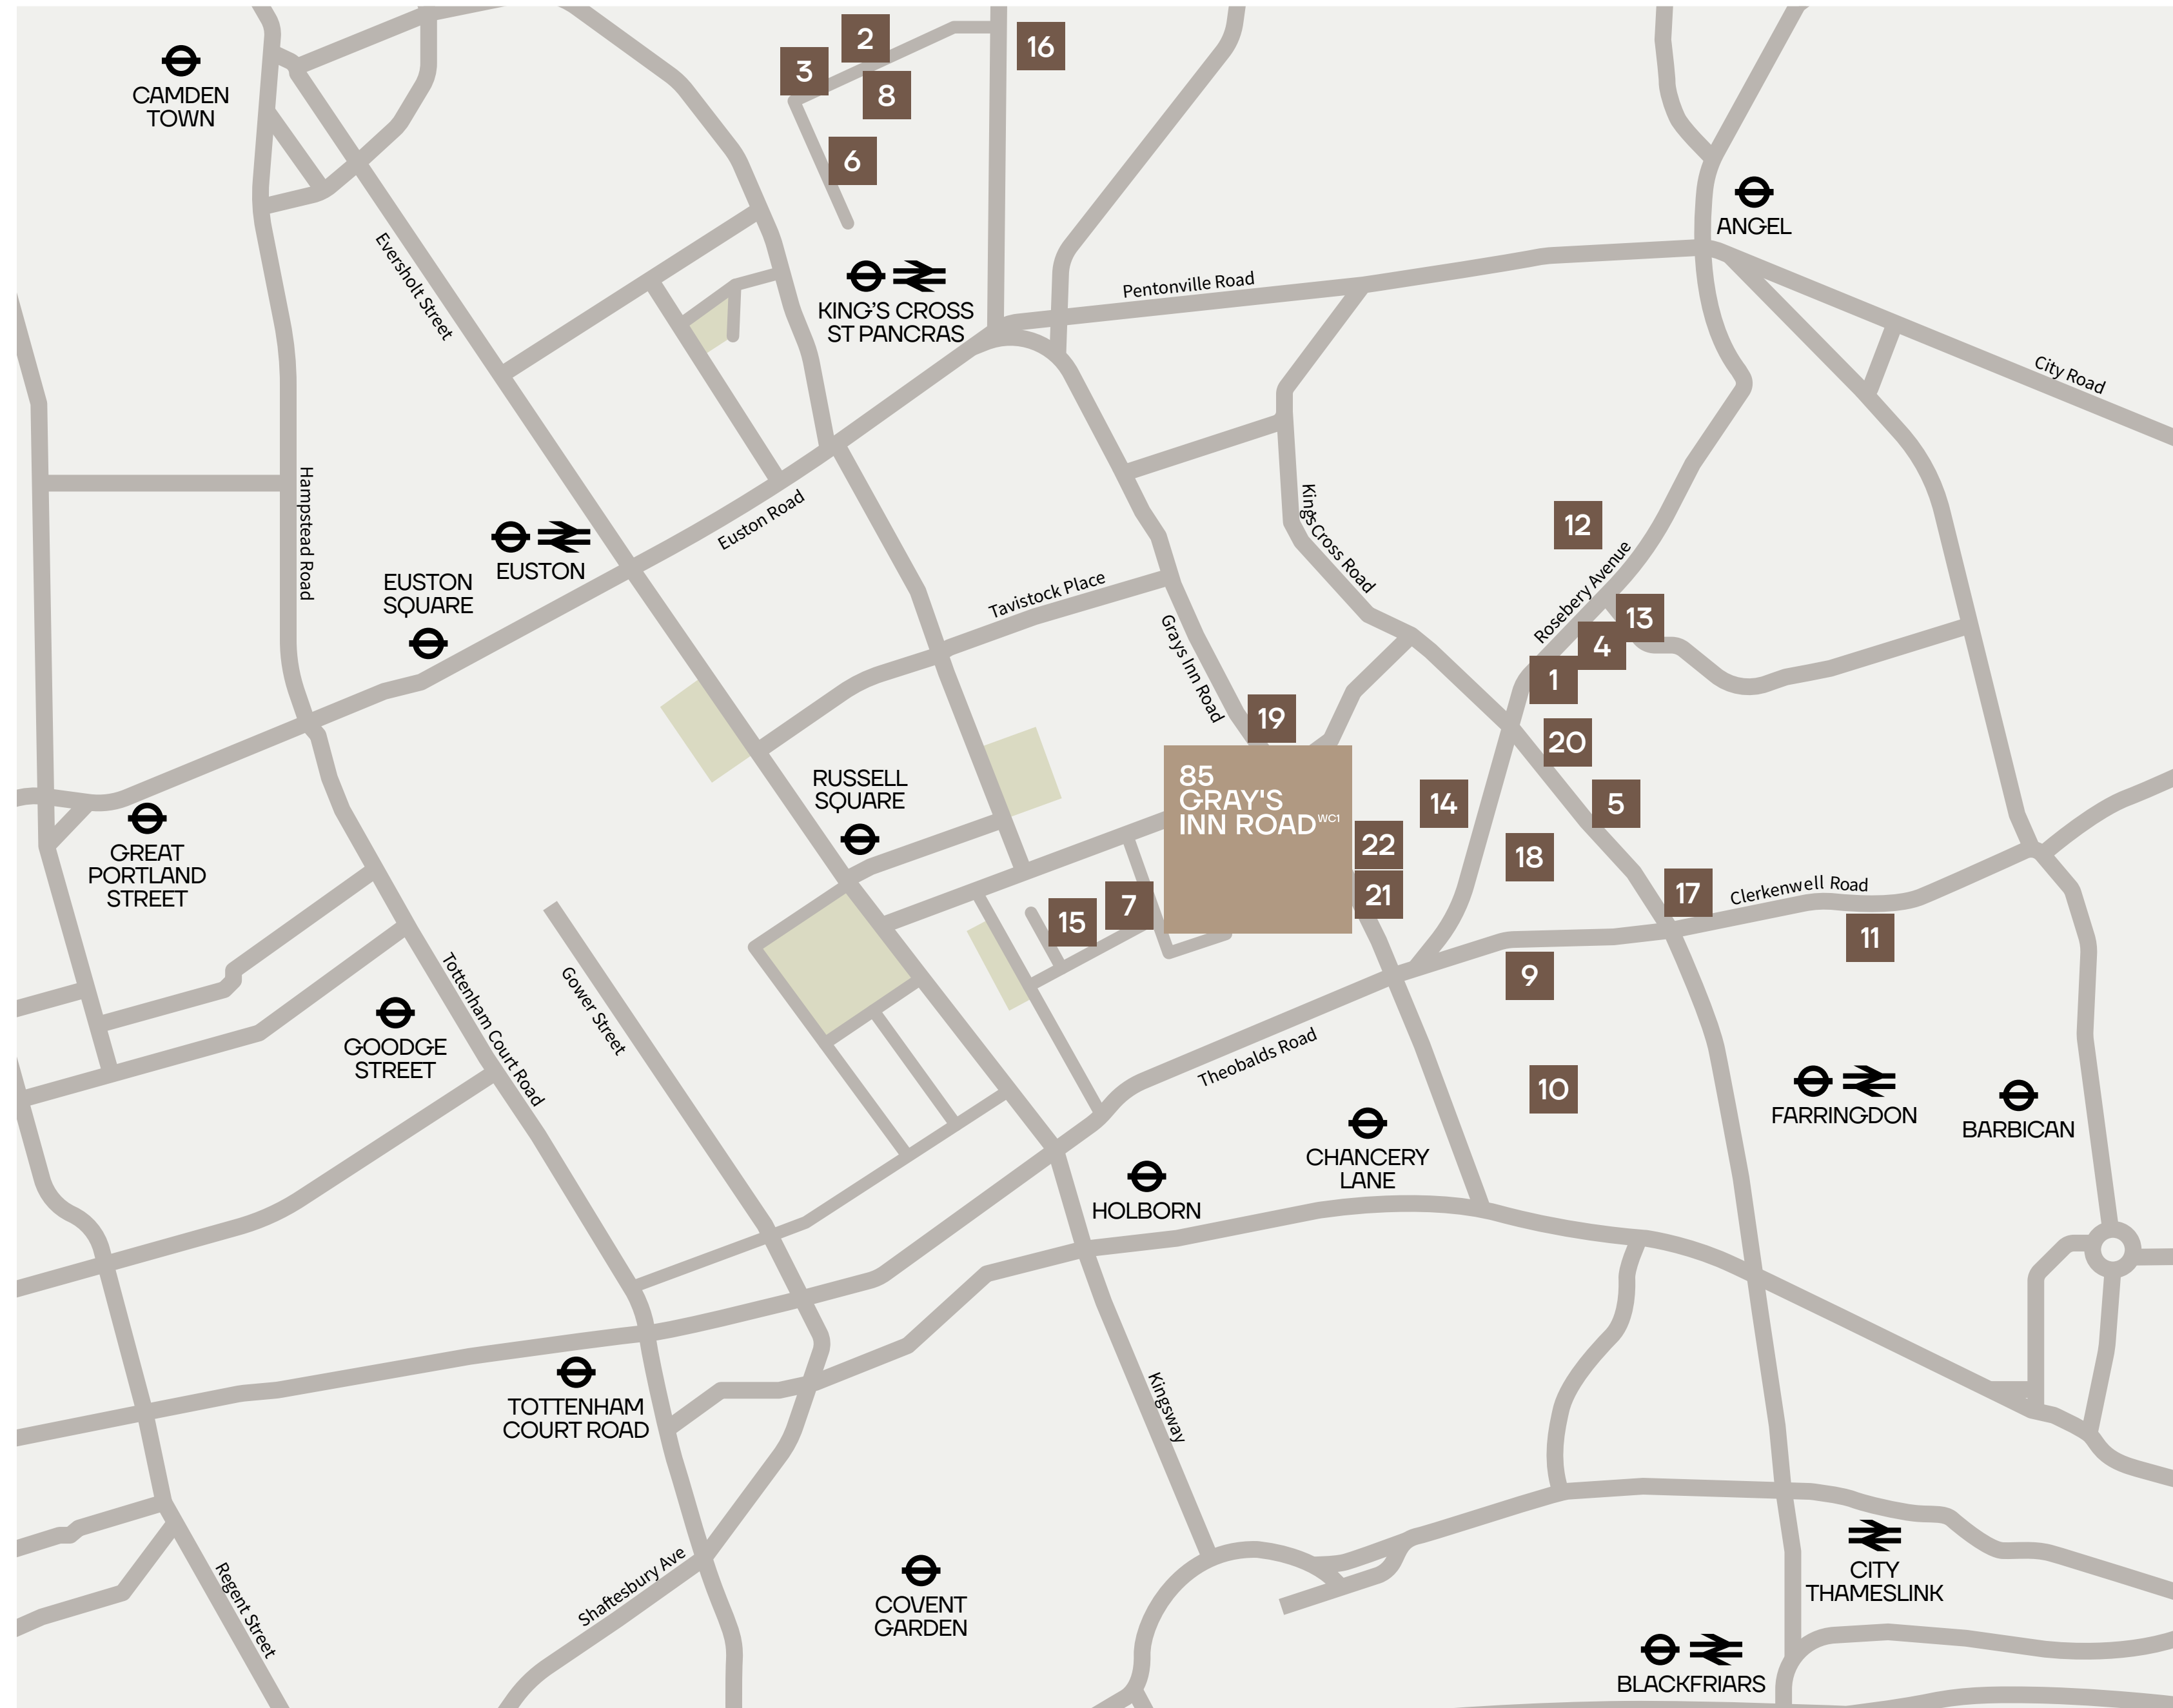 2
16
3
CAMDEN
TOWN
8
6
ANGEL
Eversholt Street
Pentonville Road
KING'S CROSS
ST PANCRAS
City Road
Hampstead Road
Euston Road
Kings Cross Road
12
EUSTON
EUSTON
SQUARE
Tavistock Place
Rosebery Avenue
13
4
Grays Inn Road
1
19
20
85
GRAY'S
INN ROAD WC1
RUSSELL
SQUARE
14
5
22
18
GREAT
PORTLAND
STREET
21
17
Clerkenwell Road
7
15
11
9
Tottenham Court Road
Gower Street
GOODGE
STREET
Theobalds Road
10
FARRINGDON
BARBICAN
CHANCERY
LANE
HOLBORN
TOTTENHAM
COURT ROAD
Kingsway
CITY
THAMESLINK
Regent Street
Shaftesbury Ave
COVENT
GARDEN
BLACKFRIARS